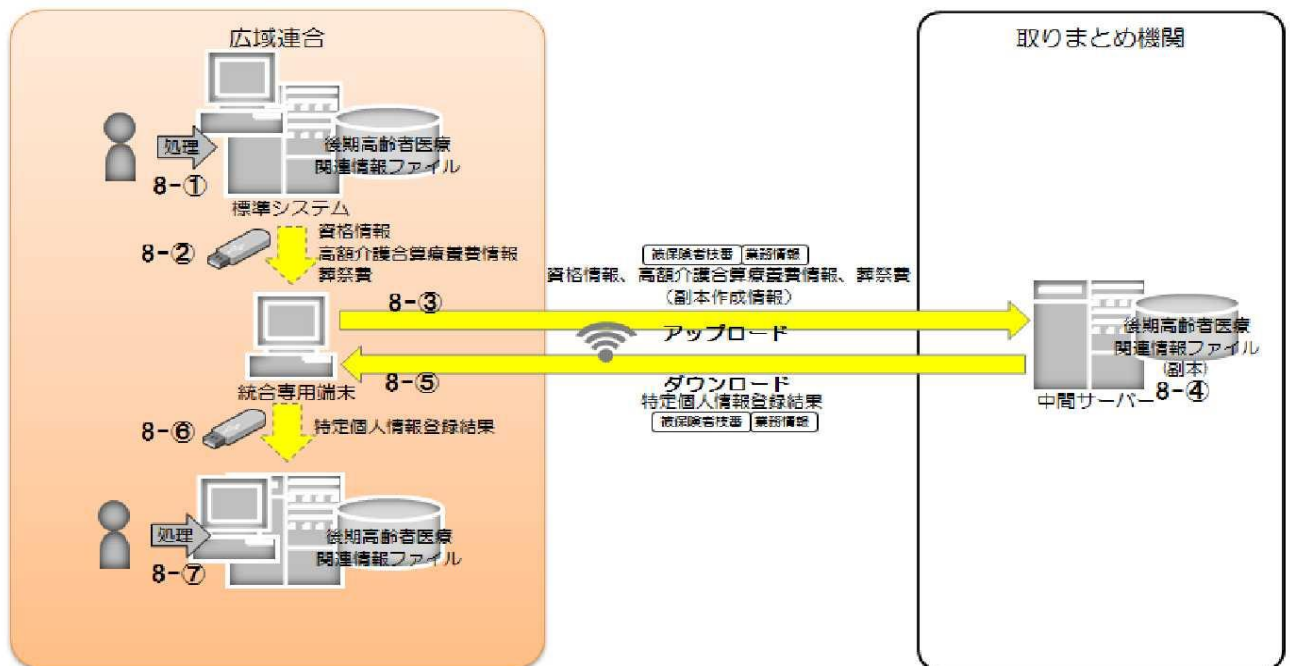 広域連合
処理
8-①
後期高齢者医療
関連情報ファイル
標準システム
8-②
資格情報
高額介護合算療養費情報
葬祭費
8-③
統合専用端末
8-⑤
8-⑥
特定個人情報登録結果
処理
8-⑦
後期高齢者医療
関連情報ファイル
被保険者枝番 業務情報
資格情報、高額介護合算療養費情報、葬祭費
（副本作成情報）
アップロード
ダウンロード
特定個人情報登録結果
被保険者枝番 業務情報
取りまとめ機関
後期高齢者医療
関連情報ファイル
(副本)
8-④
中間サーバー